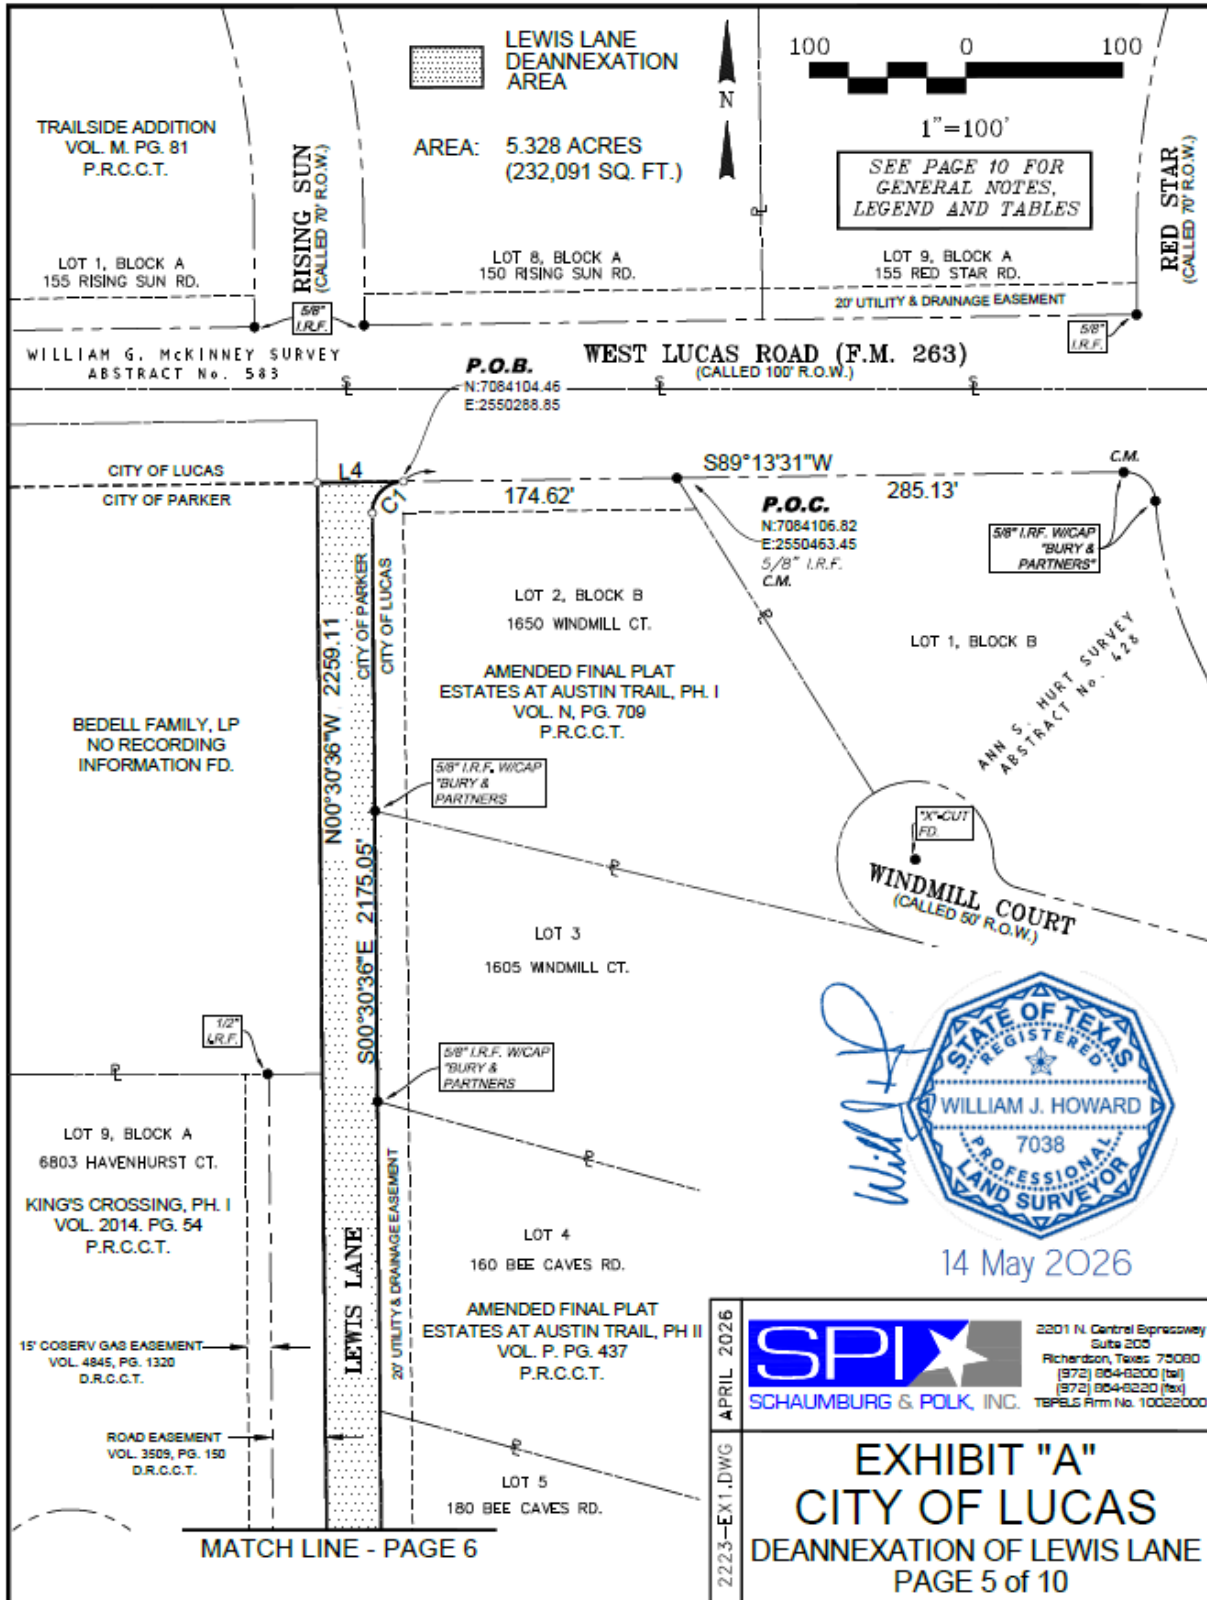 LEWIS LANE
DEANNEXATION
AREA
AREA: 5.328 ACRES
(232,091 SQ. FT.)
N
100 0 100
1"=100'
SEE PAGE 10 FOR
GENERAL NOTES,
LEGEND AND TABLES
TRAILSIDE ADDITION
VOL. M. PG. 81
P.R.C.C.T.
RISING SUN
(CALLED 70' R.O.W.)
RED STAR
(CALLED 70' R.O.W.)
LOT 1, BLOCK A
155 RISING SUN RD.
LOT 8, BLOCK A
150 RISING SUN RD.
LOT 9, BLOCK A
155 RED STAR RD.
20' UTILITY & DRAINAGE EASEMENT
5/8"
I.R.F.
5/8"
I.R.F.
WILLIAM G. McKINNEY SURVEY
ABSTRACT No. 583
WEST LUCAS ROAD (F.M. 263)
(CALLED 100' R.O.W.)
P.O.B.
N:7084104.46
E:2550288.85
CITY OF LUCAS
CITY OF PARKER
L4
C1
S89°13'31"W
174.62'
285.13'
C.M.
P.O.C.
N:7084106.82
E:2550463.45
5/8" I.R.F.
C.M.
5/8" I.RF. W/CAP
"BURY &
PARTNERS"
CITY OF PARKER
CITY OF LUCAS
LOT 2, BLOCK B
1650 WINDMILL CT.
AMENDED FINAL PLAT
ESTATES AT AUSTIN TRAIL, PH. I
VOL. N, PG. 709
P.R.C.C.T.
LOT 1, BLOCK B
ANN S. HURT SURVEY
ABSTRACT No. 428
N00°30'36"W 2259.11
BEDELL FAMILY, LP
NO RECORDING
INFORMATION FD.
5/8" I.R.F. W/CAP
"BURY &
PARTNERS
"X"-CUT
FD.
WINDMILL COURT
(CALLED 50' R.O.W.)
S00°30'36"E 2175.05'
LOT 3
1605 WINDMILL CT.
1/2"
I.R.F.
5/8" I.R.F. W/CAP
"BURY &
PARTNERS
STATE OF TEXAS
REGISTERED
WILLIAM J. HOWARD
7038
PROFESSIONAL
LAND SURVEYOR
14 May 2026
LOT 9, BLOCK A
6803 HAVENHURST CT.
KING'S CROSSING, PH. I
VOL. 2014. PG. 54
P.R.C.C.T.
LEWIS LANE
20' UTILITY & DRAINAGE EASEMENT
LOT 4
160 BEE CAVES RD.
AMENDED FINAL PLAT
ESTATES AT AUSTIN TRAIL, PH II
VOL. P. PG. 437
P.R.C.C.T.
15' COSERV GAS EASEMENT
VOL. 4845, PG. 1320
D.R.C.C.T.
ROAD EASEMENT
VOL. 3509, PG. 150
D.R.C.C.T.
LOT 5
180 BEE CAVES RD.
MATCH LINE - PAGE 6
APRIL 2026
2223-EX1.DWG
SPI
SCHAUMBURG & POLK, INC.
2201 N. Central Expressway
Suite 205
Richardson, Texas 75080
(972) 864-8200 (tel)
(972) 864-8220 (fax)
TBPELS Firm No. 10022000
EXHIBIT "A"
CITY OF LUCAS
DEANNEXATION OF LEWIS LANE
PAGE 5 of 10